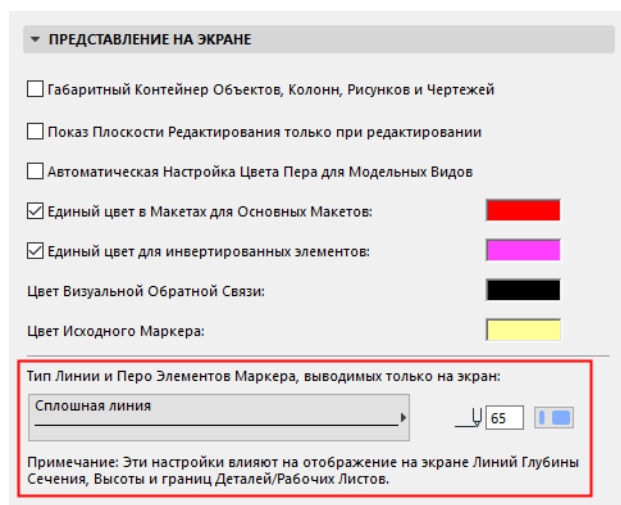 ПРЕДСТАВЛЕНИЕ НА ЭКРАНЕ
Габаритный Контейнер Объектов, Колонн, Рисунков и Чертежей
Показ Плоскости Редактирования только при редактировании
Автоматическая Настройка Цвета Пера для Модельных Видов
Единый цвет в Макетах для Основных Макетов:
Единый цвет для инвертированных элементов:
Цвет Визуальной Обратной Связи:
Цвет Исходного Маркера:
Тип Линии и Перо Элементов Маркера, выводимых только на экран:
Сплошная линия
65
Примечание: Эти настройки влияют на отображение на экране Линий Глубины
Сечения, Высоты и границ Деталей/Рабочих Листов.